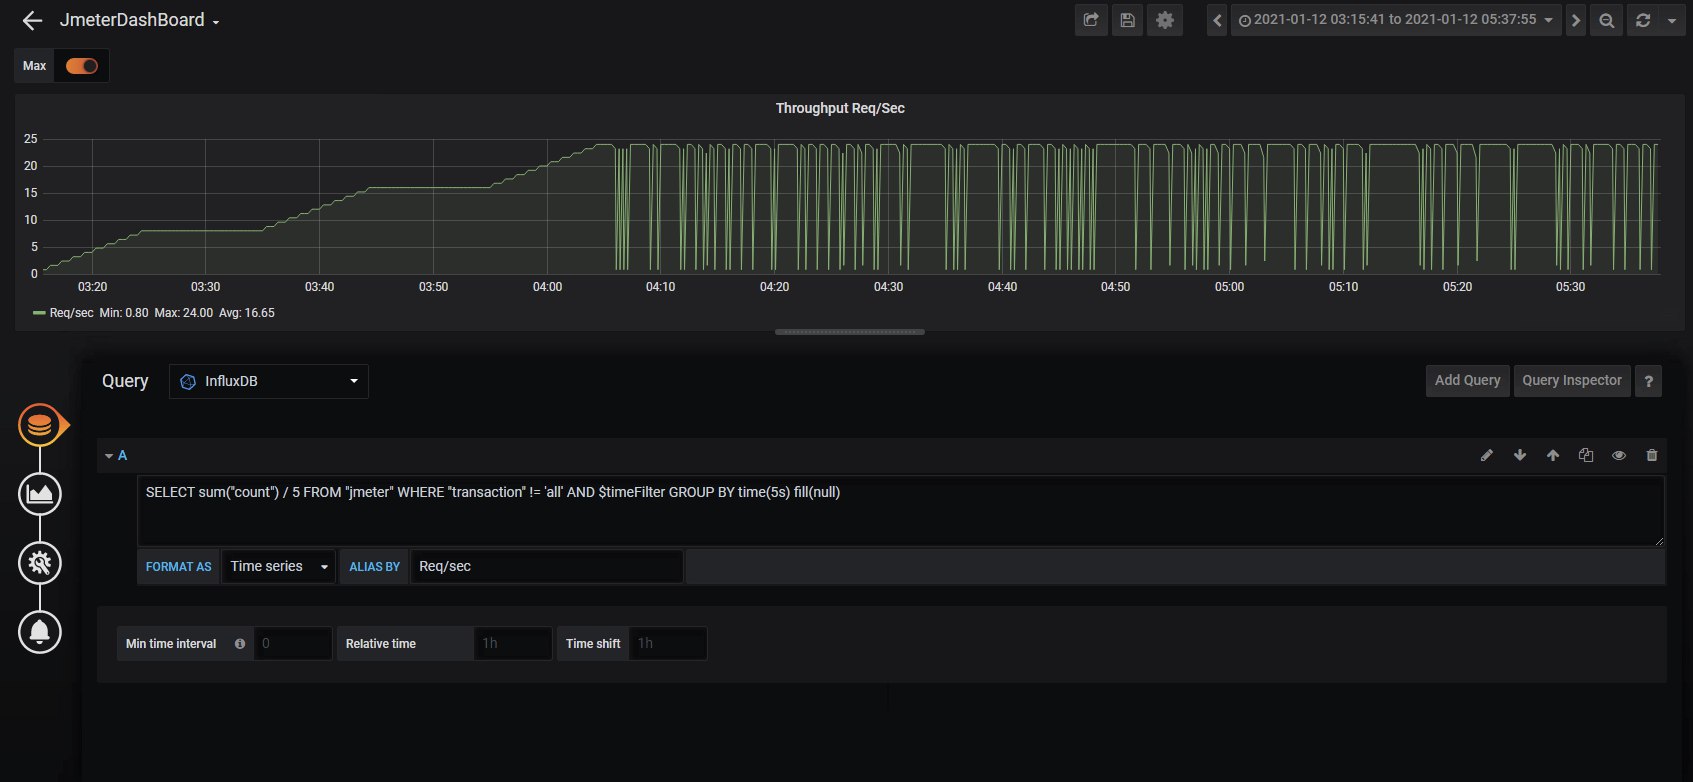 JmeterDashBoard
2021-01-12 03:15:41 to 2021-01-12 05:37:55
Max
Throughput Req/Sec
25
20
15
10
5
0
03:20 03:30 03:40 03:50 04:00 04:10 04:20 04:30 04:40 04:50 05:00 05:10 05:20 05:30
Req/sec Min: 0.80 Max: 24.00 Avg: 16.65
Query InfluxDB Add Query Query Inspector ?
A
SELECT sum("count") / 5 FROM "jmeter" WHERE "transaction" != 'all' AND $timeFilter GROUP BY time(5s) fill(null)
FORMAT AS Time series ALIAS BY Req/sec
Min time interval 0 Relative time 1h Time shift 1h